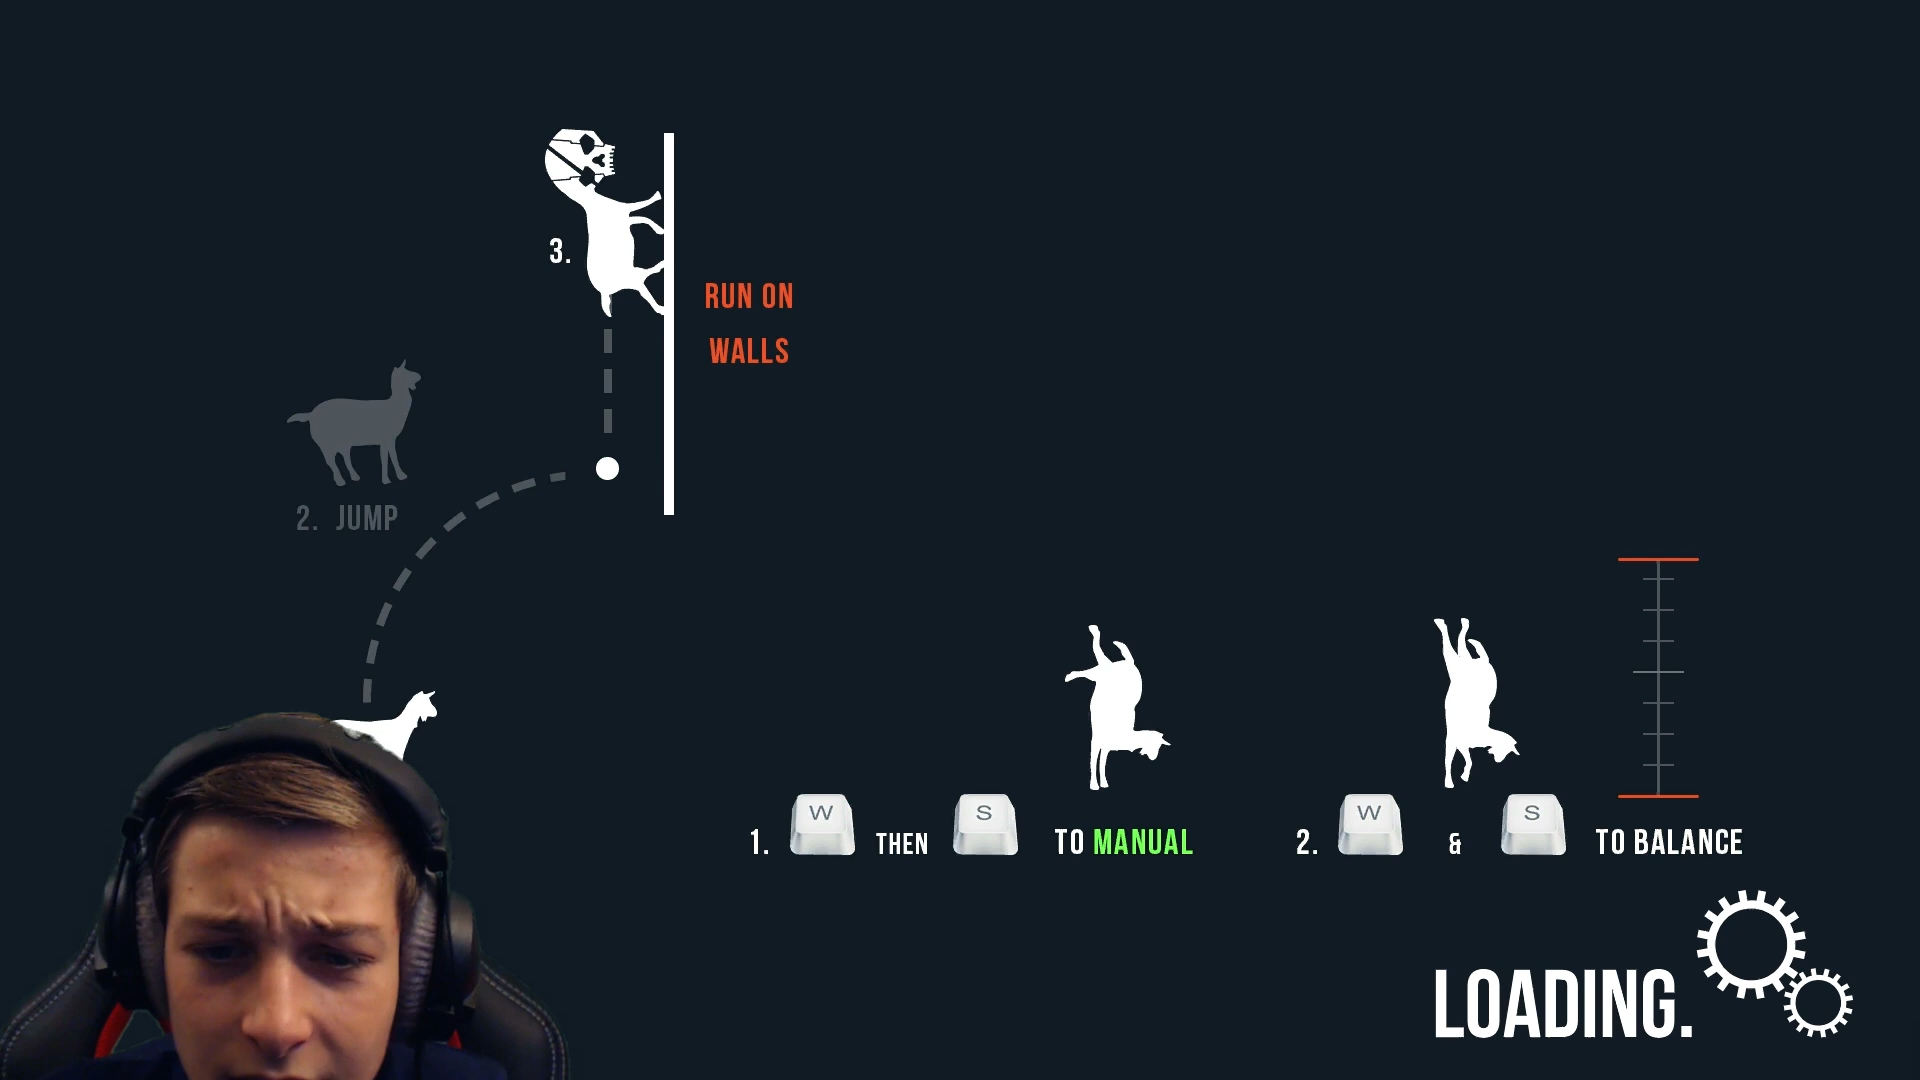 3.
RUN ON
WALLS
2. JUMP
W
S
W
S
1. THEN TO MANUAL
2. & TO BALANCE
LOADING.